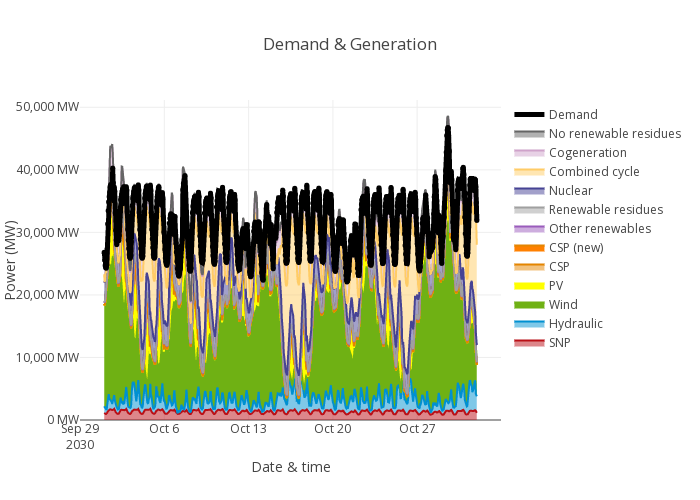 Demand & Generation
50,000 MW
40,000 MW
30,000 MW
20,000 MW
10,000 MW
0 MW
Power (MW)
Sep 29
2030
Oct 6
Oct 13
Oct 20
Oct 27
Date & time
Demand
No renewable residues
Cogeneration
Combined cycle
Nuclear
Renewable residues
Other renewables
CSP (new)
CSP
PV
Wind
Hydraulic
SNP